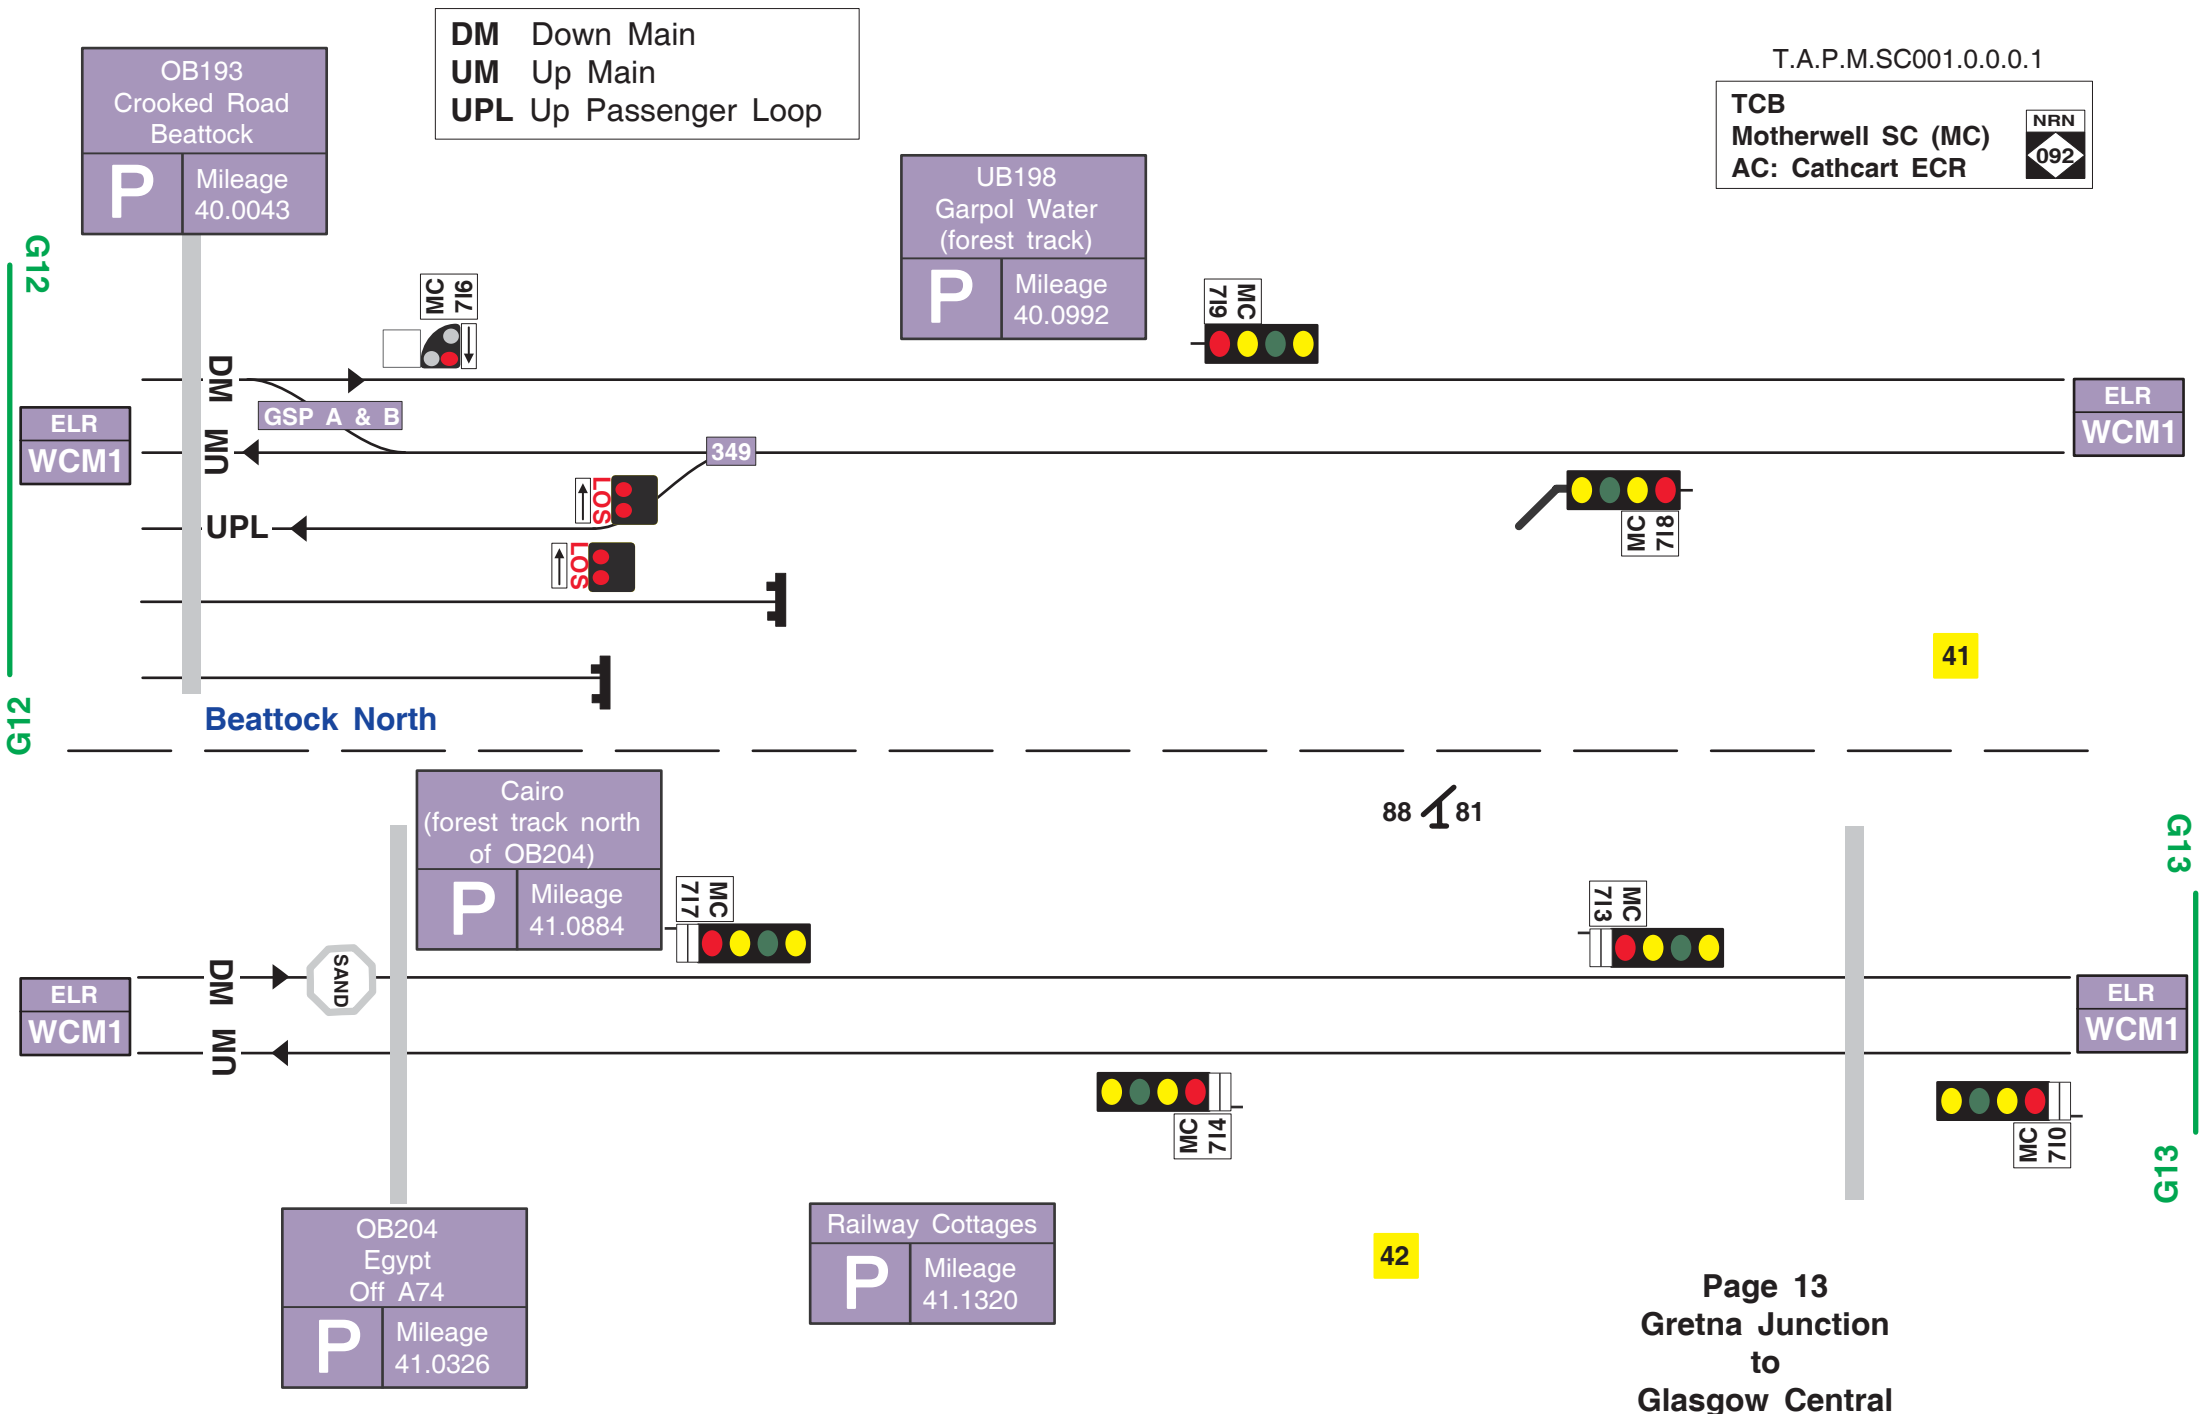 DM Down Main
UM Up Main
UPL Up Passenger Loop
T.A.P.M.SC001.0.0.0.1
TCB
Motherwell SC (MC)
AC: Cathcart ECR
NRN
092
OB193
Crooked Road
Beattock
P
Mileage
40.0043
UB198
Garpol Water
(forest track)
P
Mileage
40.0992
G12
MC
716
MC
719
DM
GSP A & B
ELR
WCM1
UM
349
ELR
WCM1
LOS
UPL
MC
718
LOS
41
G12
Beattock North
Cairo
(forest track north
of OB204)
P
Mileage
41.0884
88
81
G13
MC
717
MC
713
DM
SAND
ELR
WCM1
UM
ELR
WCM1
MC
714
MC
710
G13
OB204
Egypt
Off A74
P
Mileage
41.0326
Railway Cottages
P
Mileage
41.1320
42
Page 13
Gretna Junction
to
Glasgow Central